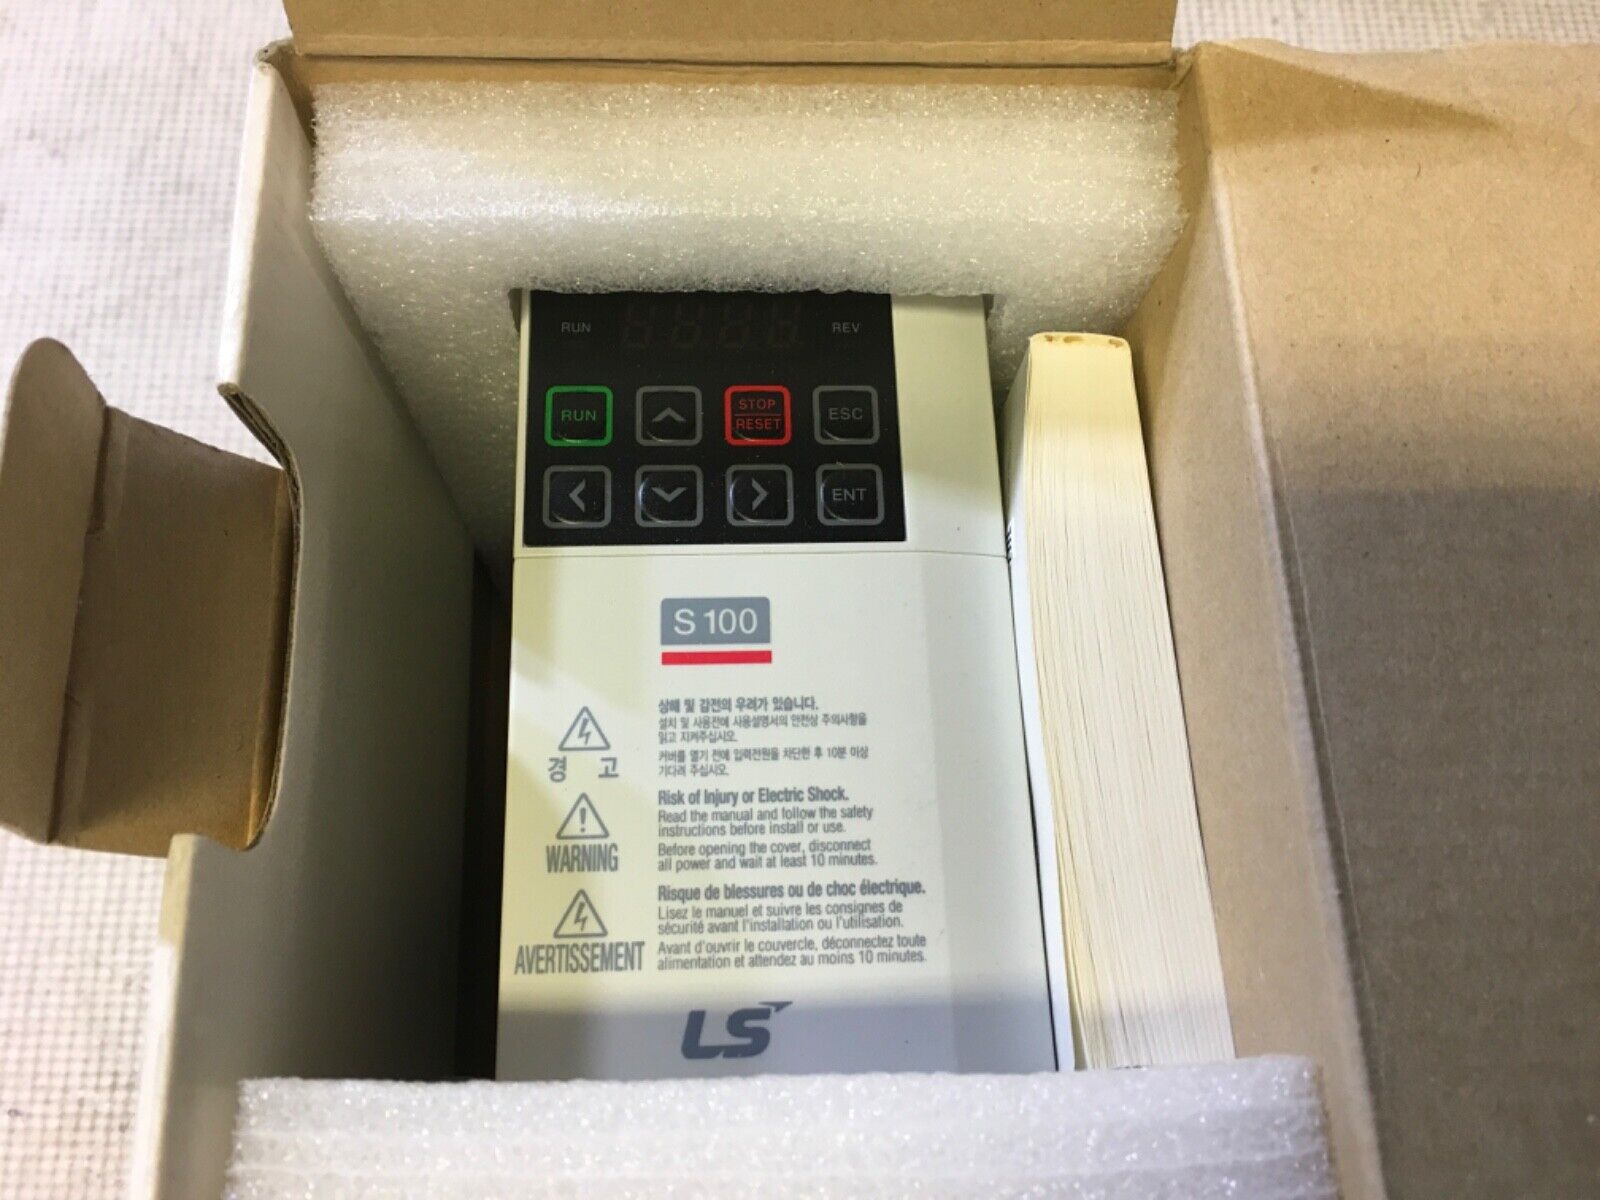 RUN
REV
RUN
STOP
RESET
ESC
ENT
S 100
상해 및 감전의 우려가 있습니다.
설치 및 사용전에 사용설명서의 안전상 주의사항을
읽고 지켜주십시오.
커버를 열기 전에 입력전원을 차단한 후 10분 이상
기다려 주십시오.
경 고
Risk of Injury or Electric Shock.
Read the manual and follow the safety
instructions before install or use.
Before opening the cover, disconnect
all power and wait at least 10 minutes.
WARNING
Risque de blessures ou de choc électrique.
Lisez le manuel et suivre les consignes de
sécurité avant l'installation ou l'utilisation.
Avant d'ouvrir le couvercle, déconnectez toute
alimentation et attendez au moins 10 minutes.
AVERTISSEMENT
LS